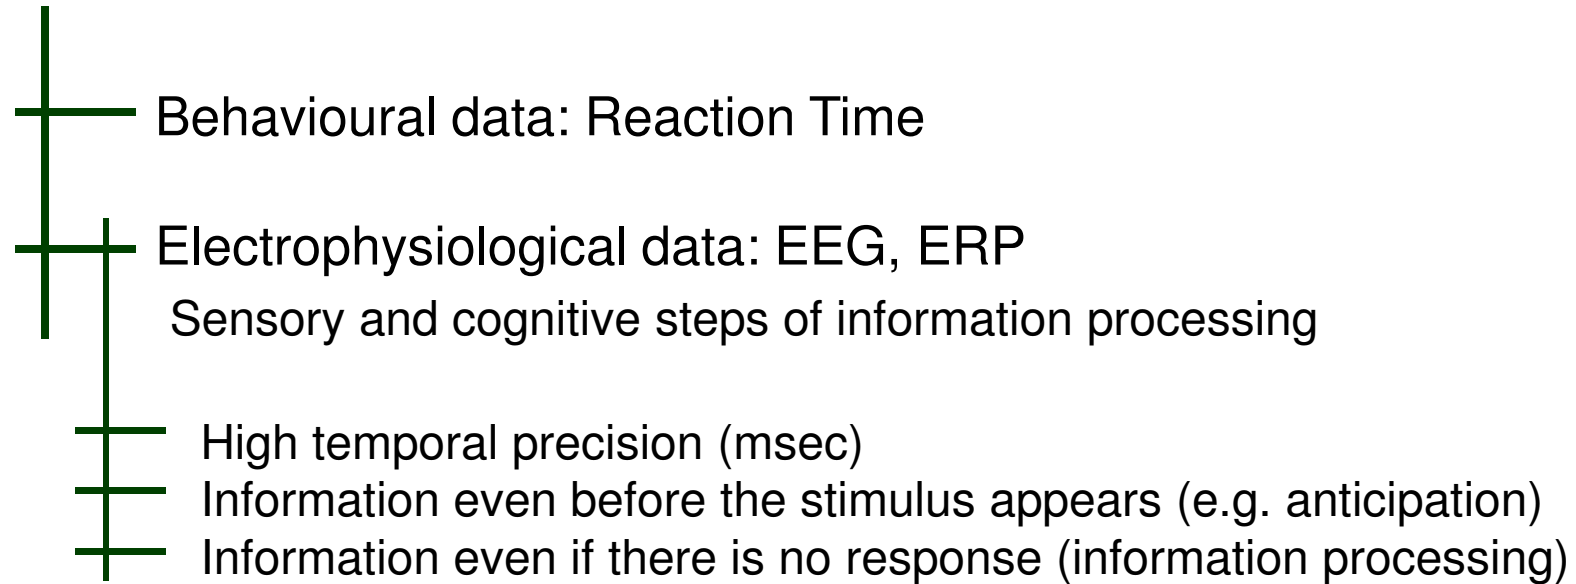 Behavioural data: Reaction Time
Electrophysiological data: EEG, ERP
Sensory and cognitive steps of information processing
High temporal precision (msec)
Information even before the stimulus appears (e.g. anticipation)
Information even if there is no response (information processing)